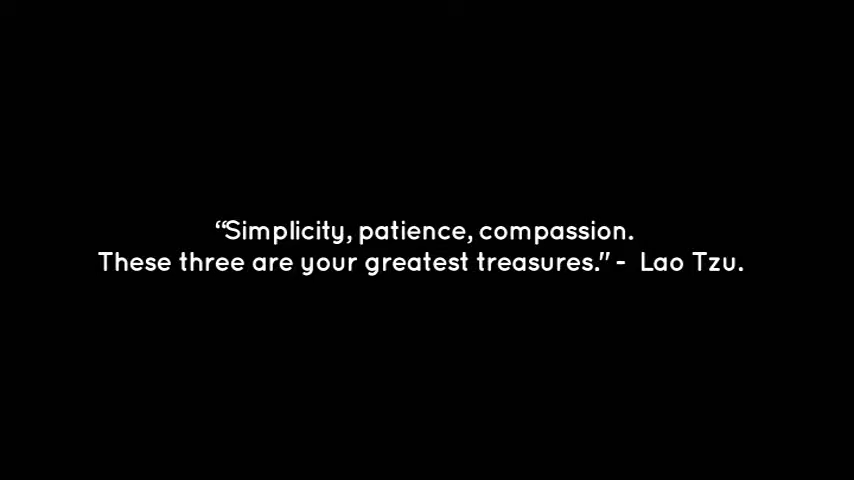 “Simplicity, patience, compassion.
These three are your greatest treasures." -  Lao Tzu.